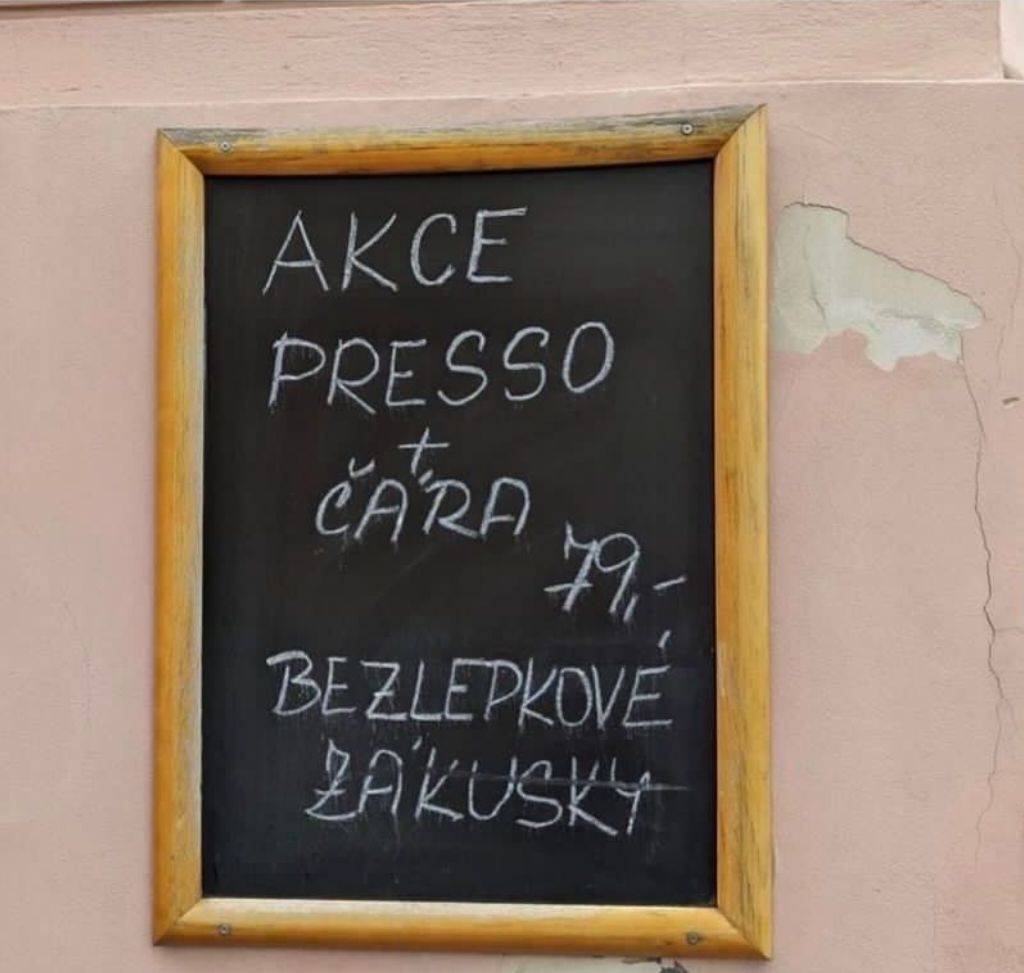 AKCE
PRESSO
+
ČÁRA
79,-
BEZLEPKOVÉ
ZÁKUSKY